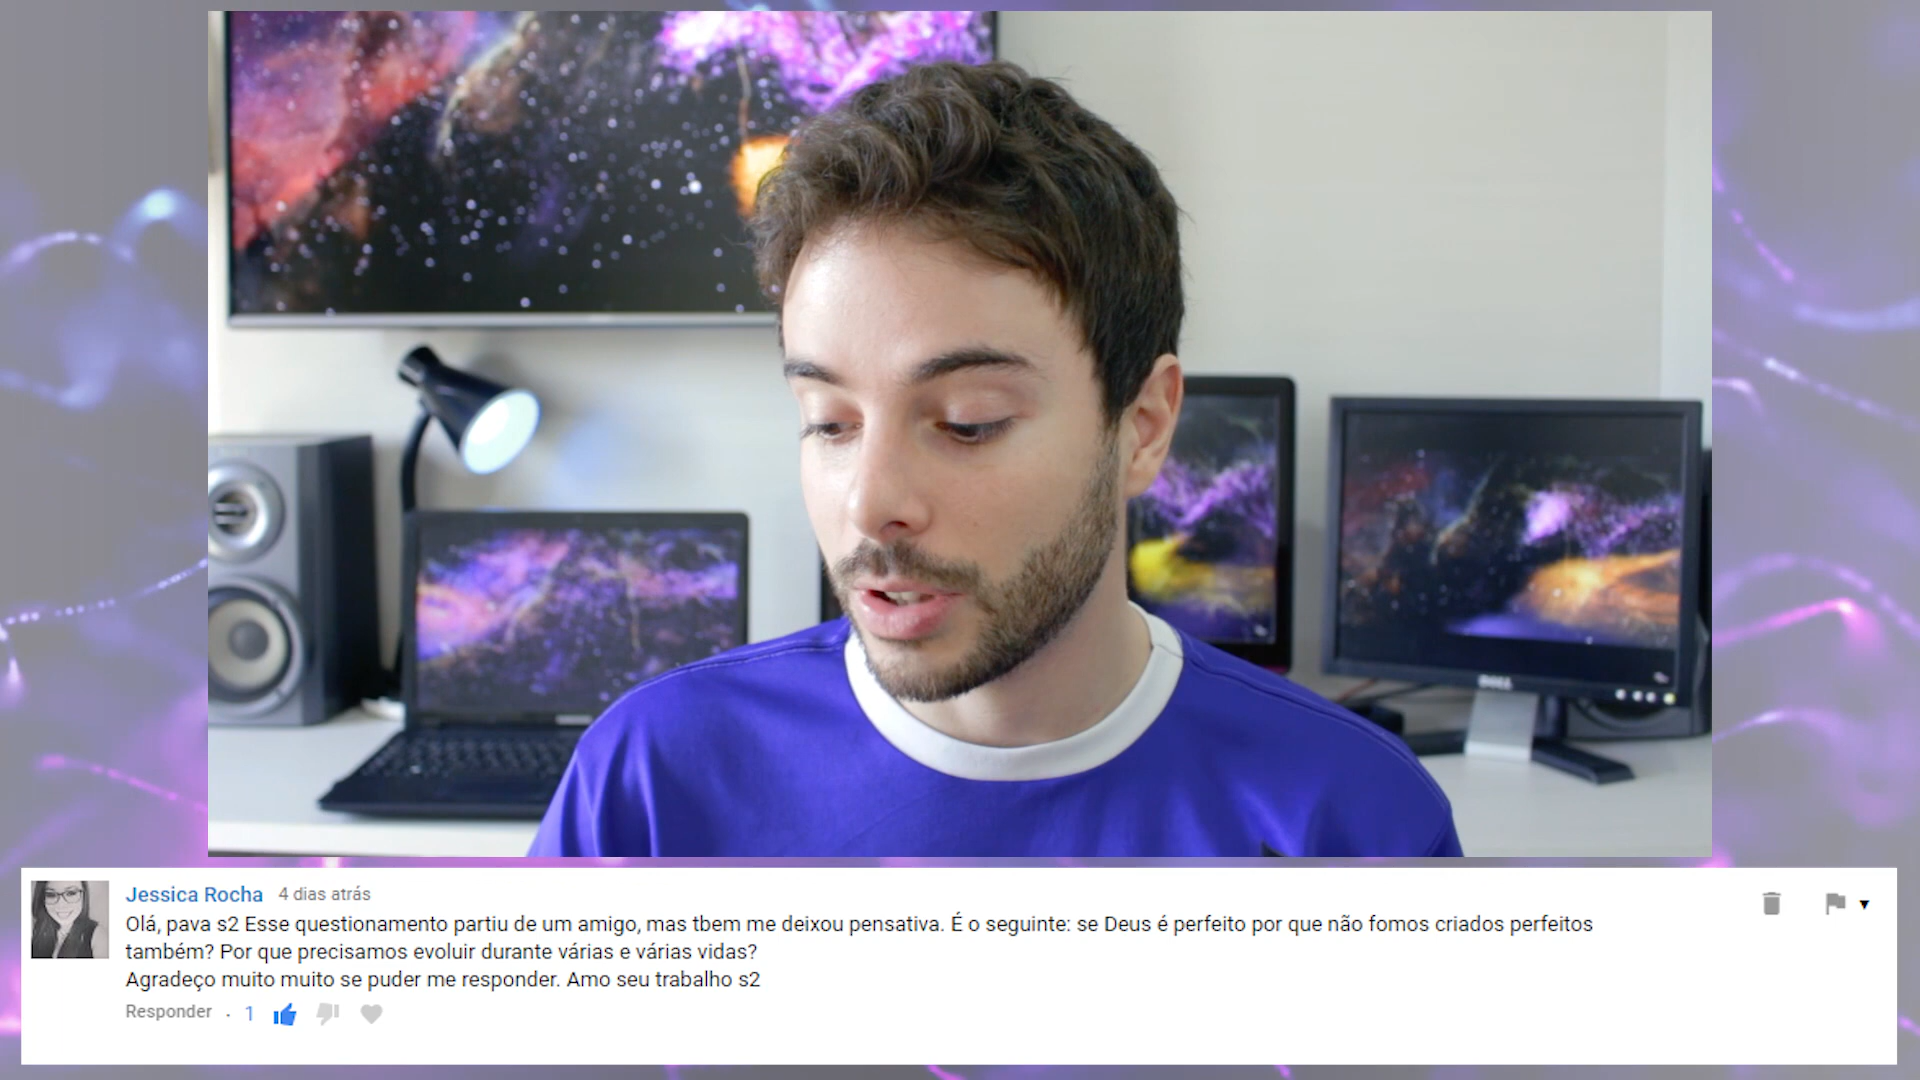 DELL
Jessica Rocha 4 dias atrás
Olá, pava s2 Esse questionamento partiu de um amigo, mas tbem me deixou pensativa. É o seguinte: se Deus é perfeito por que não fomos criados perfeitos
também? Por que precisamos evoluir durante várias e várias vidas?
Agradeço muito muito se puder me responder. Amo seu trabalho s2
Responder . 1